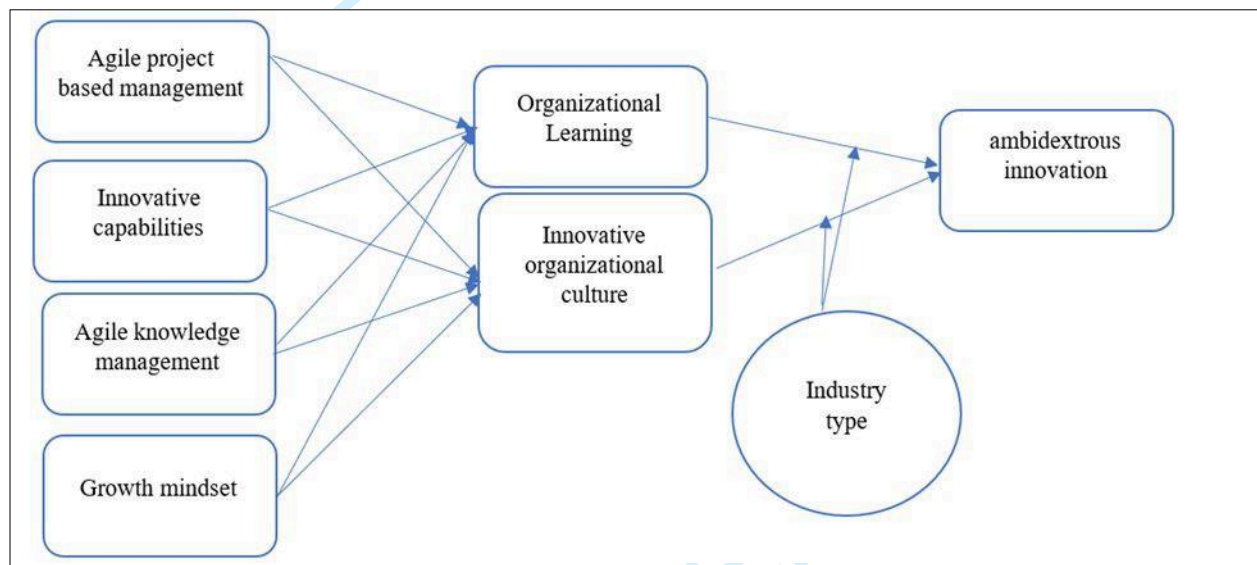 Agile project
based management
Innovative
capabilities
Agile knowledge
management
Growth mindset
Organizational
Learning
Innovative
organizational
culture
Industry
type
ambidextrous
innovation